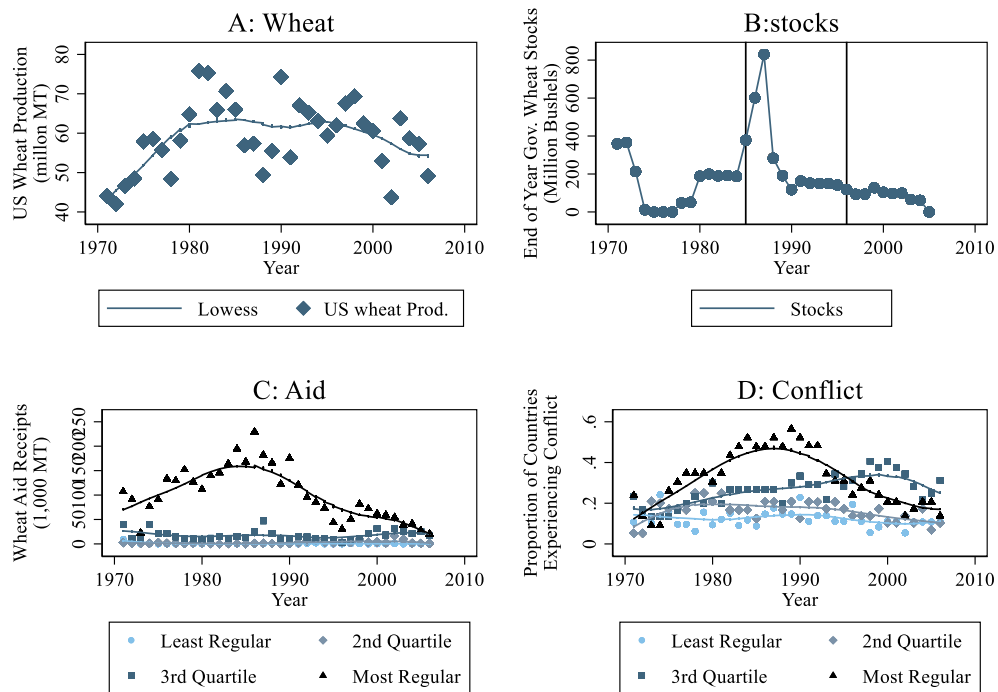 A: Wheat
US Wheat Production
(millon MT)
80
70
60
50
40
1970 1980 1990 2000 2010
Year
Lowess US wheat Prod.
B:stocks
End of Year Gov. Wheat Stocks
(Million Bushels)
800
600
400
200
0
1970 1980 1990 2000 2010
Year
Stocks
C: Aid
Wheat Aid Receipts
(1,000 MT)
250
200
150
100
50
0
1970 1980 1990 2000 2010
Year
Least Regular 2nd Quartile
3rd Quartile Most Regular
D: Conflict
Proportion of Countries
Experiencing Conflict
.6
.4
.2
0
1970 1980 1990 2000 2010
Year
Least Regular 2nd Quartile
3rd Quartile Most Regular